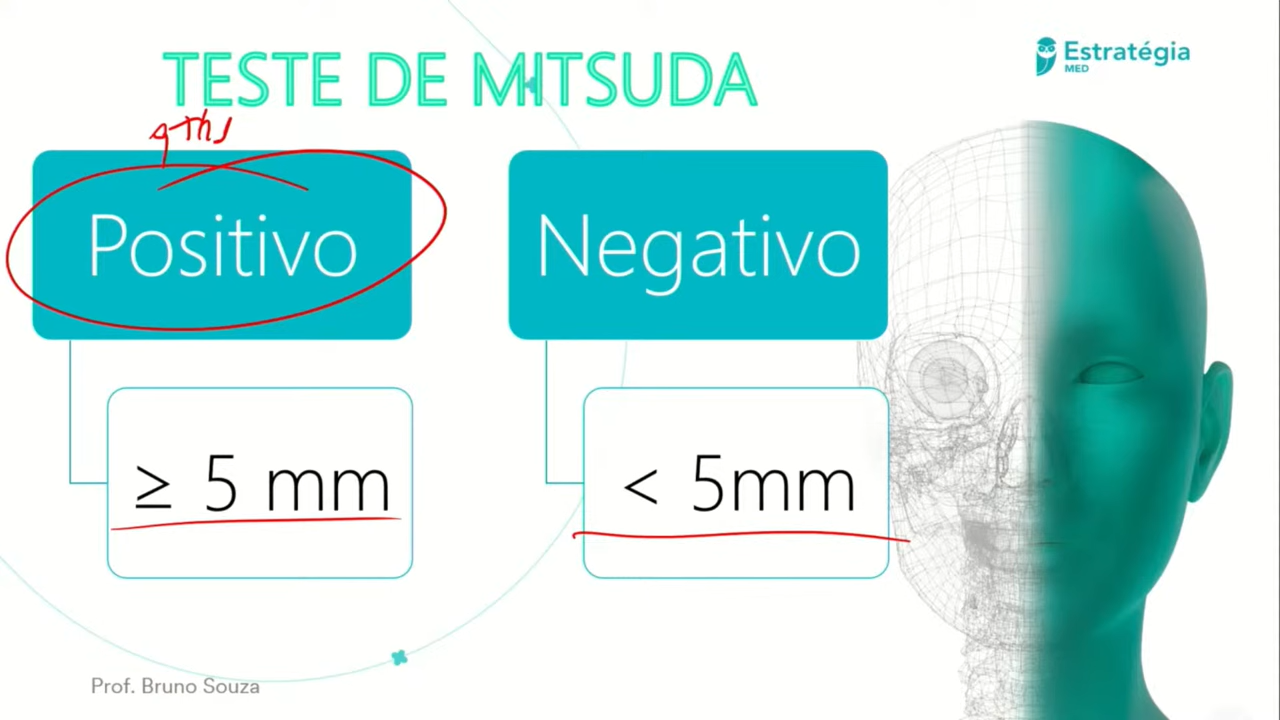 TESTE DE MITSUDA
Estratégia
MED
Positivo
Negativo
≥ 5 mm
< 5mm
Prof. Bruno Souza